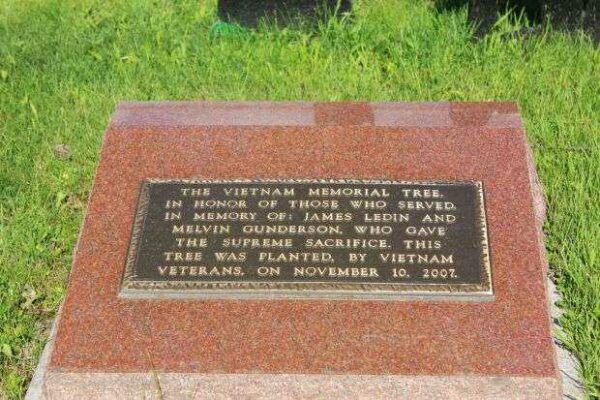 THE VIETNAM MEMORIAL TREE.
IN HONOR OF THOSE WHO SERVED.
IN MEMORY OF: JAMES LEDIN AND
MELVIN GUNDERSON, WHO GAVE
THE SUPREME SACRIFICE. THIS
TREE WAS PLANTED, BY VIETNAM
VETERANS, ON NOVEMBER 10, 2007.